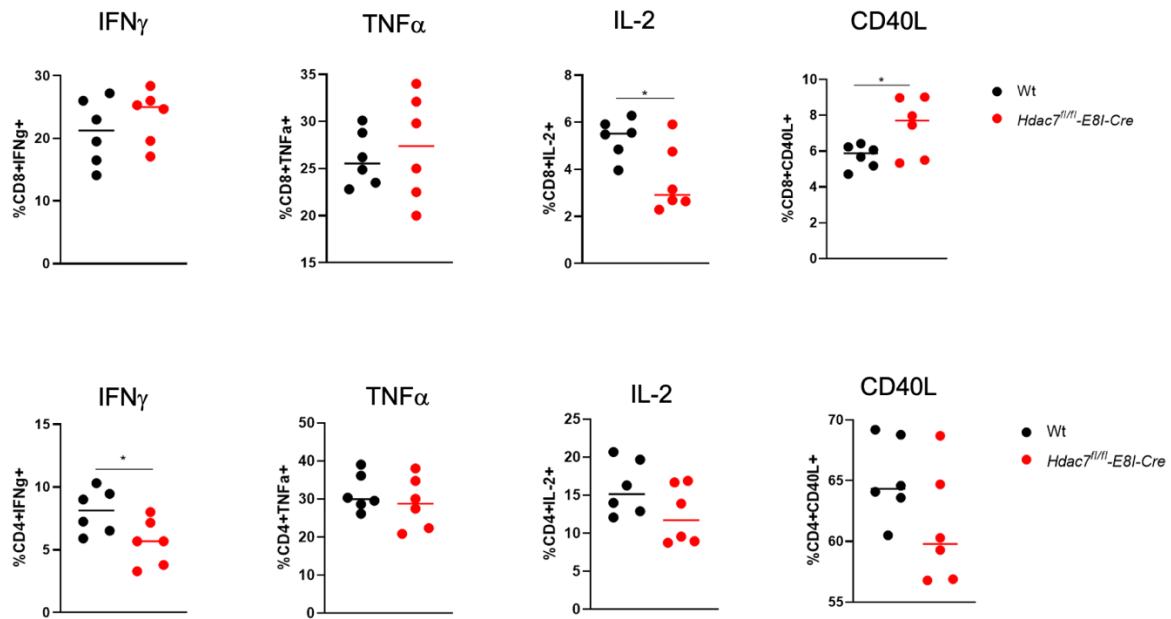 IFNγ
TNFα
IL-2
CD40L
%CD8+IFNg+
30
20
10
0
%CD8+TNFa+
35
30
25
20
15
%CD8+IL-2+
8
6
4
2
0
*
%CD8+CD40L+
10
8
6
4
2
0
*
Wt
Hdac7fl/fl-E8I-Cre
IFNγ
TNFα
IL-2
CD40L
%CD4+IFNg+
15
10
5
0
*
%CD4+TNFa+
50
40
30
20
10
0
%CD4+IL-2+
25
20
15
10
5
0
%CD4+CD40L+
70
65
60
55
Wt
Hdac7fl/fl-E8I-Cre